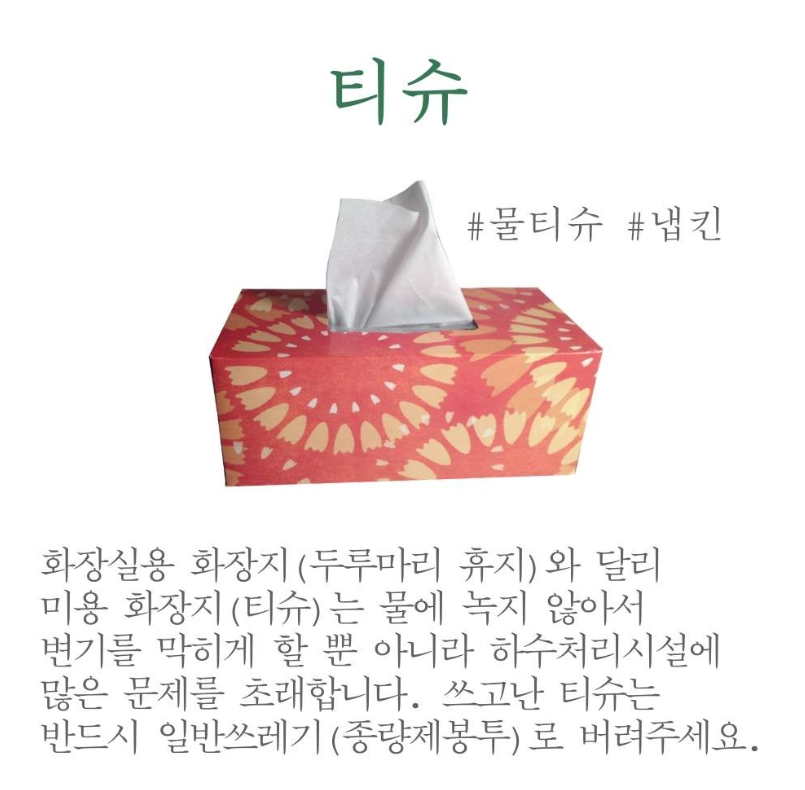 티슈
#물티슈 #냅킨
화장실용 화장지(두루마리 휴지)와 달리
미용 화장지(티슈)는 물에 녹지 않아서
변기를 막히게 할 뿐 아니라 하수처리시설에
많은 문제를 초래합니다. 쓰고난 티슈는
반드시 일반쓰레기(종량제봉투)로 버려주세요.